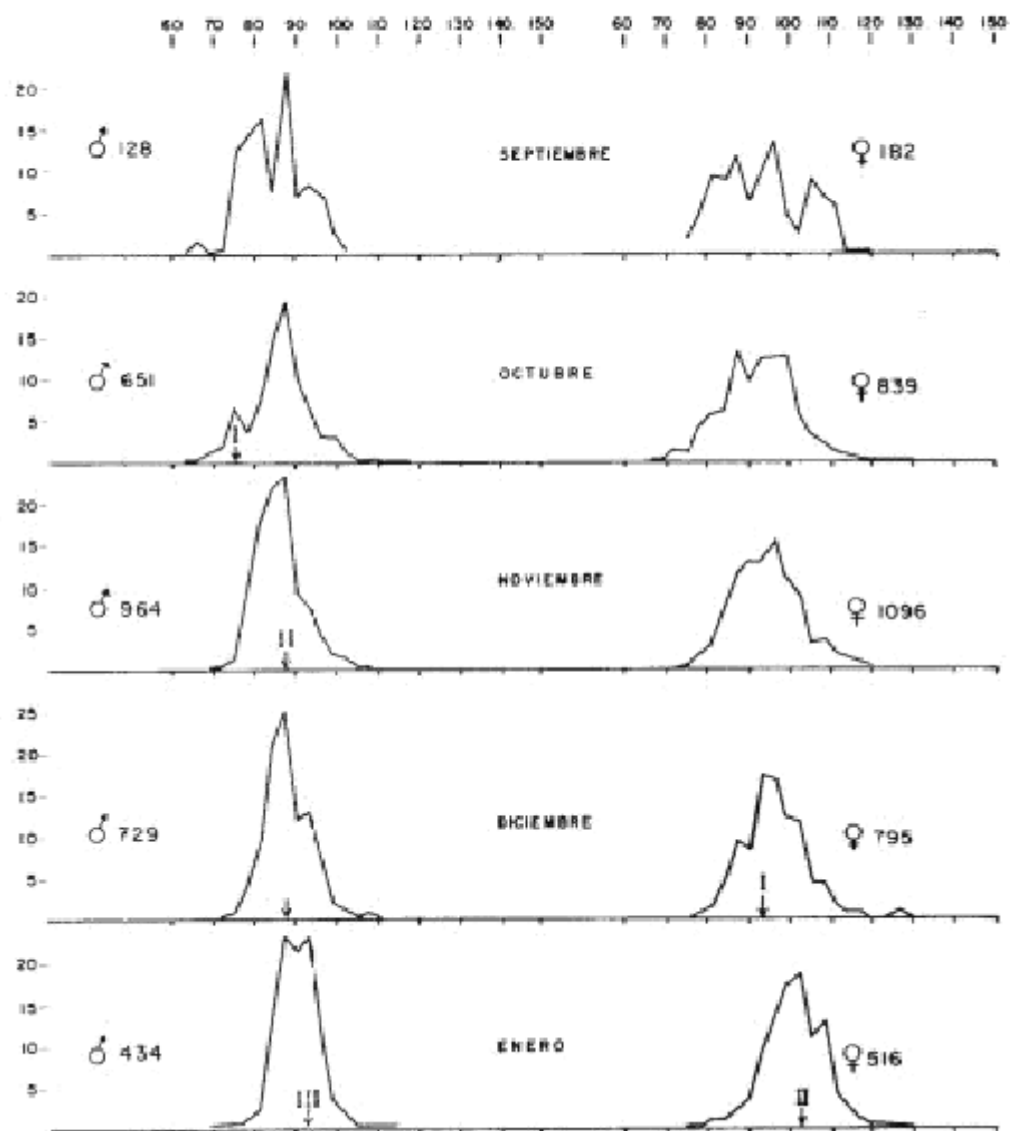 60 70 80 90 100 110 120 130 140 150 60 70 80 90 100 110 120 130 140 150
20
15
10
5
♂ 128 SEPTIEMBRE ♀ 182
20
15
10
5
♂ 651 OCTUBRE ♀ 839
20
15
10
5
♂ 964 NOVIEMBRE ♀ 1096
I
II
25
20
15
10
5
♂ 729 DICIEMBRE ♀ 795
I
20
15
10
5
♂ 434 ENERO ♀ 516
III II